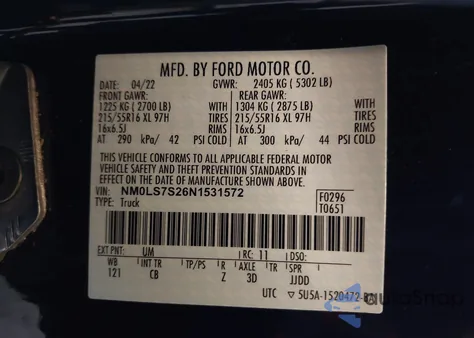 MFD. BY FORD MOTOR CO.
DATE: 04/22 GVWR: 2405 KG ( 5302 LB)
FRONT GAWR: REAR GAWR:
1225 KG ( 2700 LB) 1304 KG ( 2875 LB)
215/55R16 XL 97H TIRES 215/55R16 XL 97H
16x6.5J RIMS 16x6.5J RIMS
AT 290 kPa/ 42 PSI COLD AT 300 kPa/ 44 PSI COLD
THIS VEHICLE CONFORMS TO ALL APPLICABLE FEDERAL MOTOR
VEHICLE SAFETY AND THEFT PREVENTION STANDARDS IN
EFFECT ON THE DATE OF MANUFACTURE SHOWN ABOVE.
VIN: NM0LS7S26N1531572
TYPE: Truck
F0296
T0651
EXT PNT: UM RC: 11 DSO:
WB INT TR TP/PS R AXLE TR SPR
121 CB Z 3D JJDD
UTC ▽ 5U5A-1520472-BA
autosnap